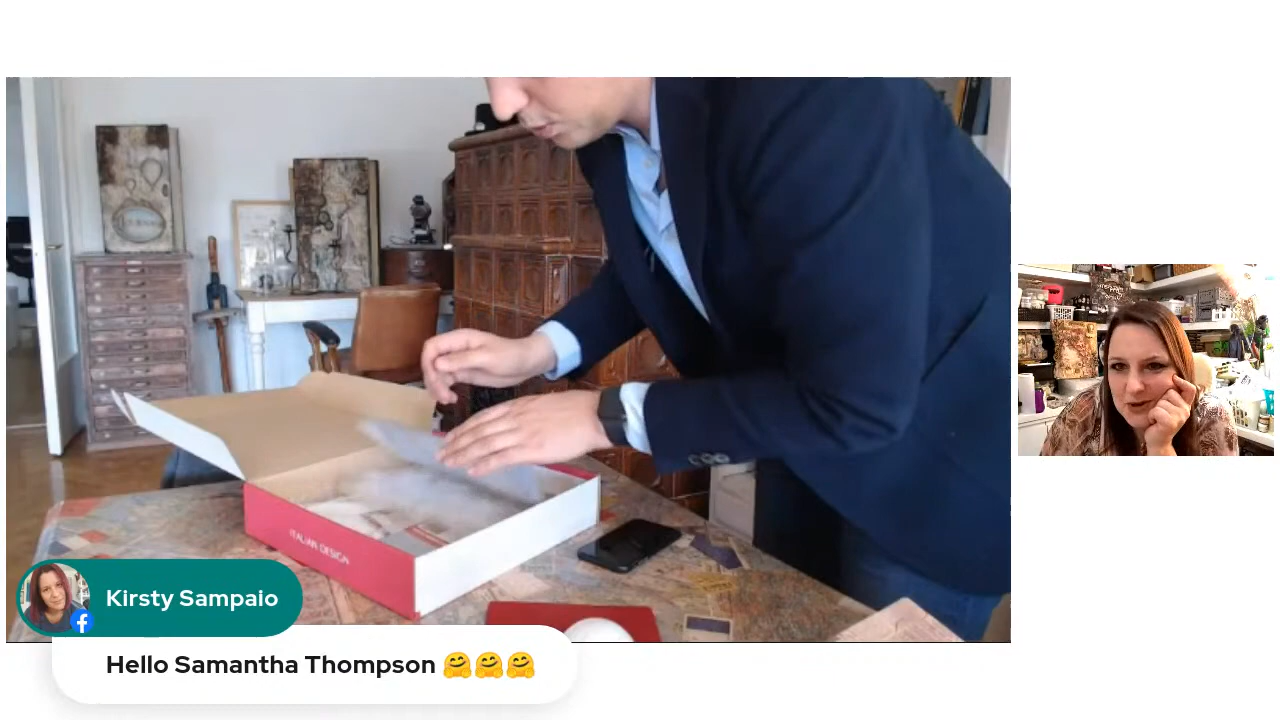 ITALIAN DESIGN
Kirsty Sampaio
Hello Samantha Thompson 🤗🤗🤗